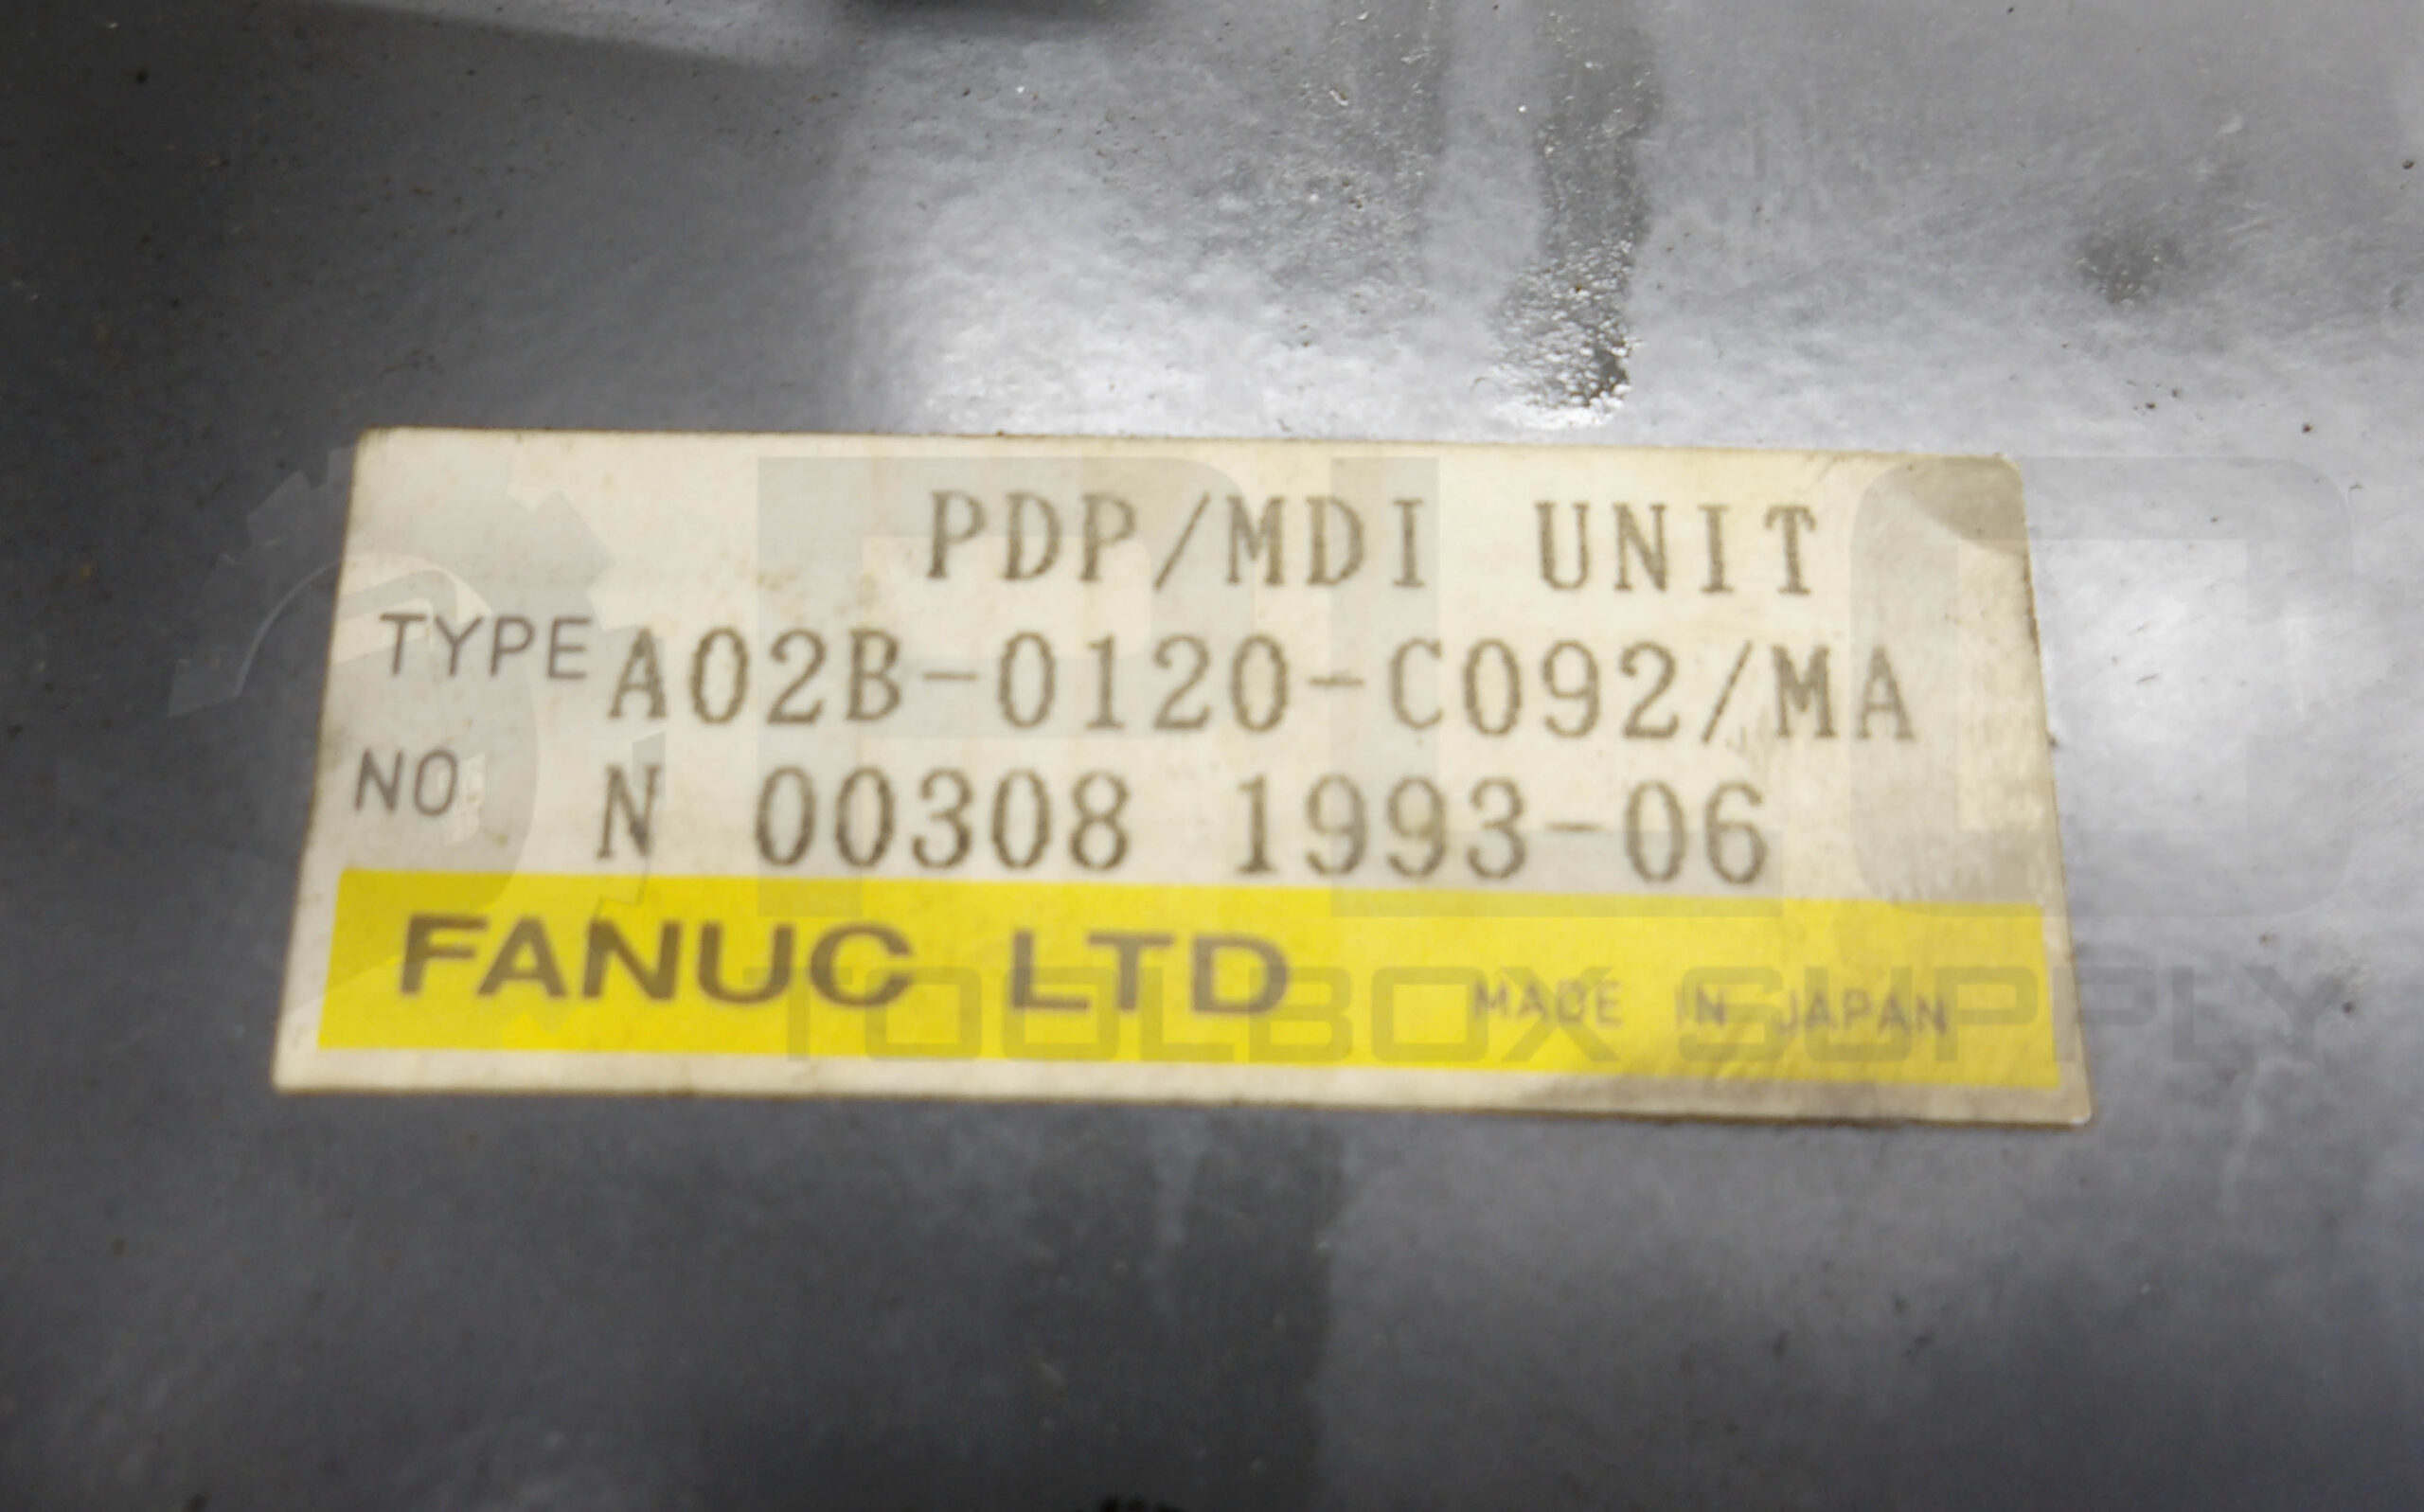 PDP/MDI UNIT
TYPE A02B-0120-C092/MA
NO N 00308 1993-06
FANUC LTD MADE IN JAPAN
PLC
TOOLBOX SUPPLY